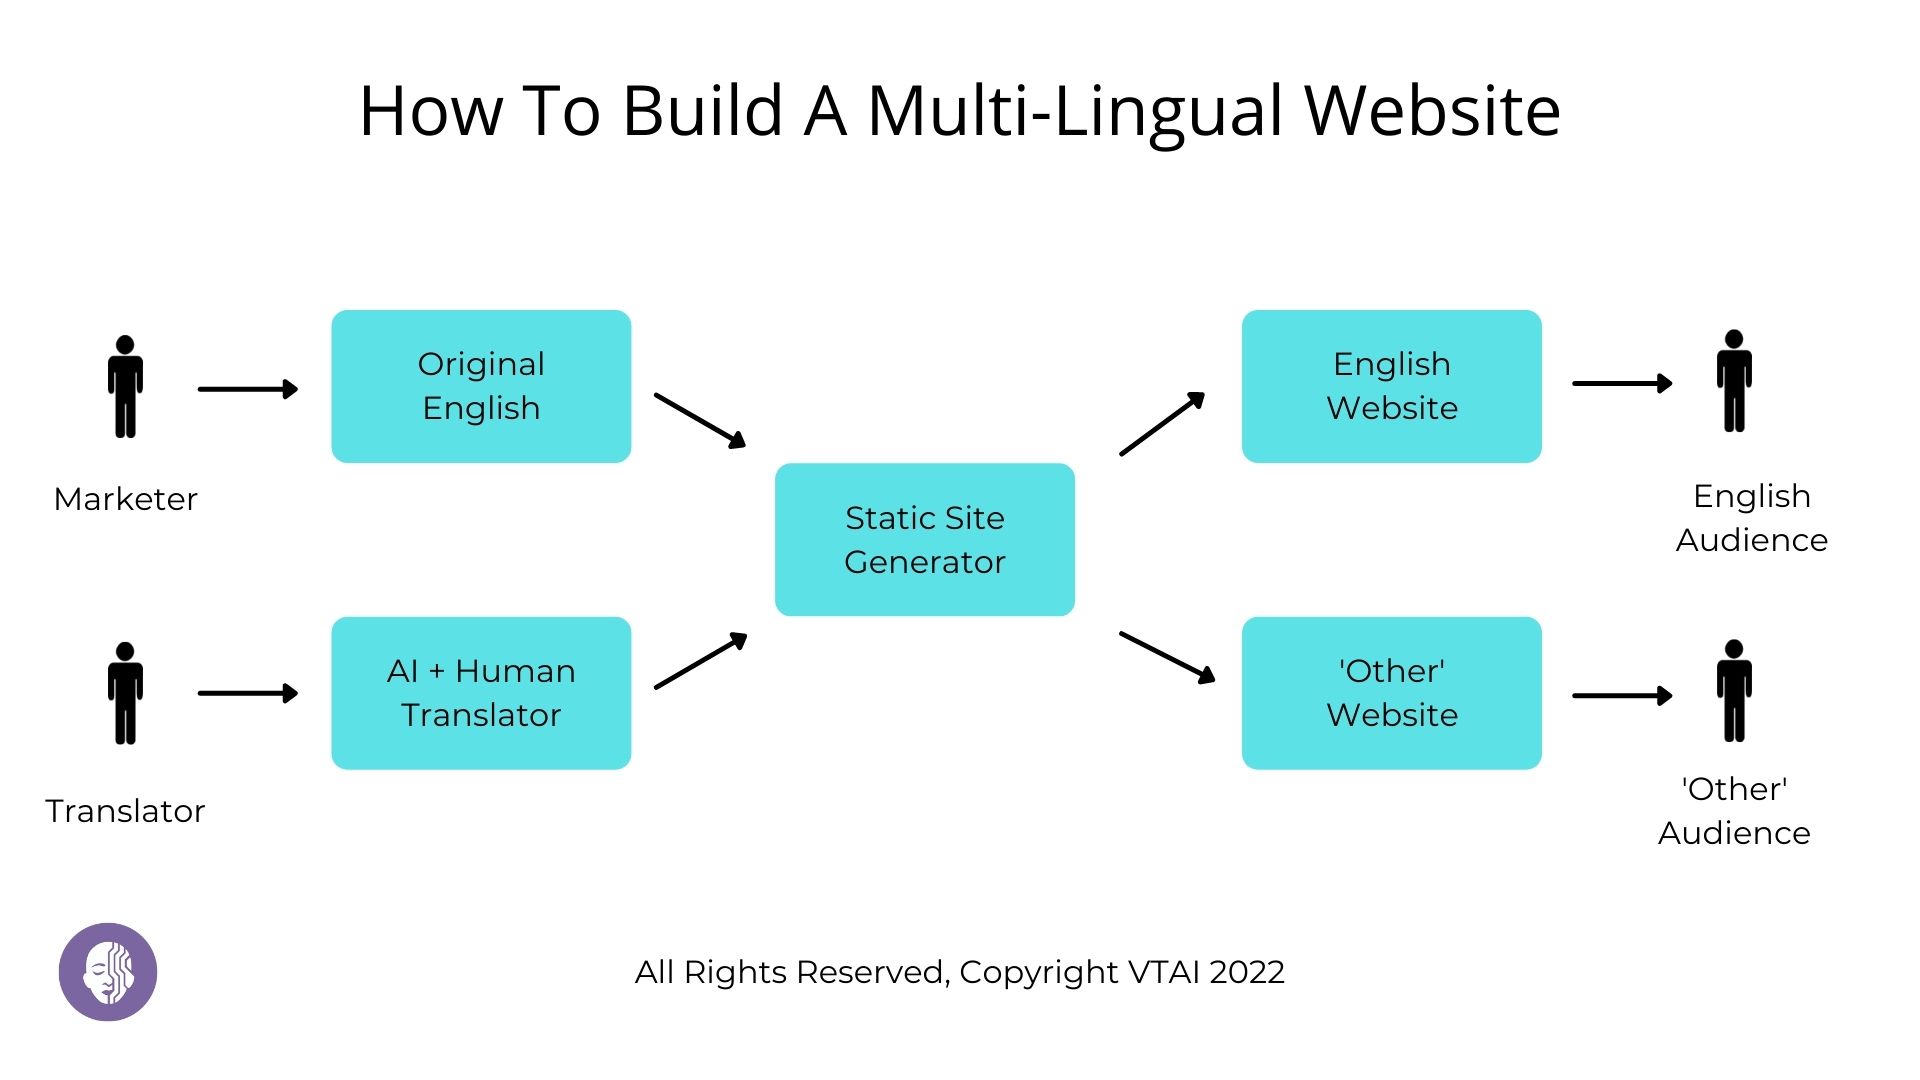 How To Build A Multi-Lingual Website
Original
English
English
Website
Marketer
English
Audience
Static Site
Generator
AI + Human
Translator
'Other'
Website
Translator
'Other'
Audience
All Rights Reserved, Copyright VTAI 2022